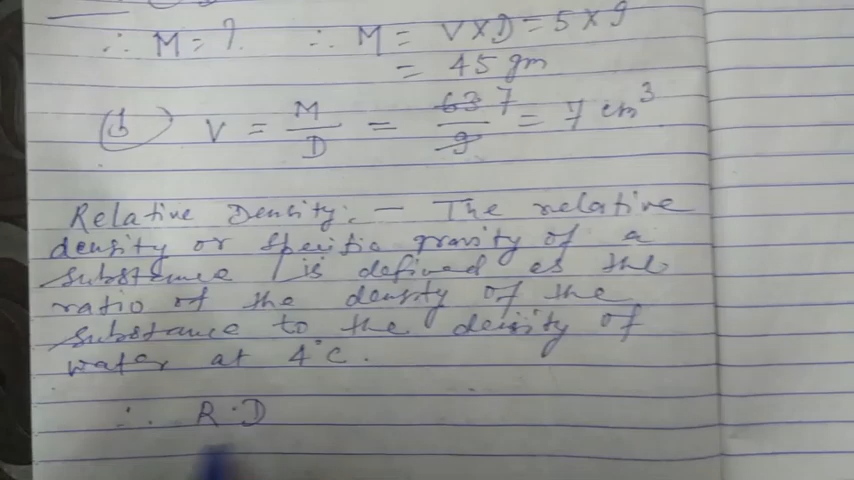 ∴ M = ? ∴ M = V×D = 5 × 9
= 45 gm
V = M/D = 63/9 7 = 7 cm³
Relative Density: — The relative
density or specific gravity of a
substance is defined as the
ratio of the density of the
substance to the density of
water at 4°C.
∴ R.D